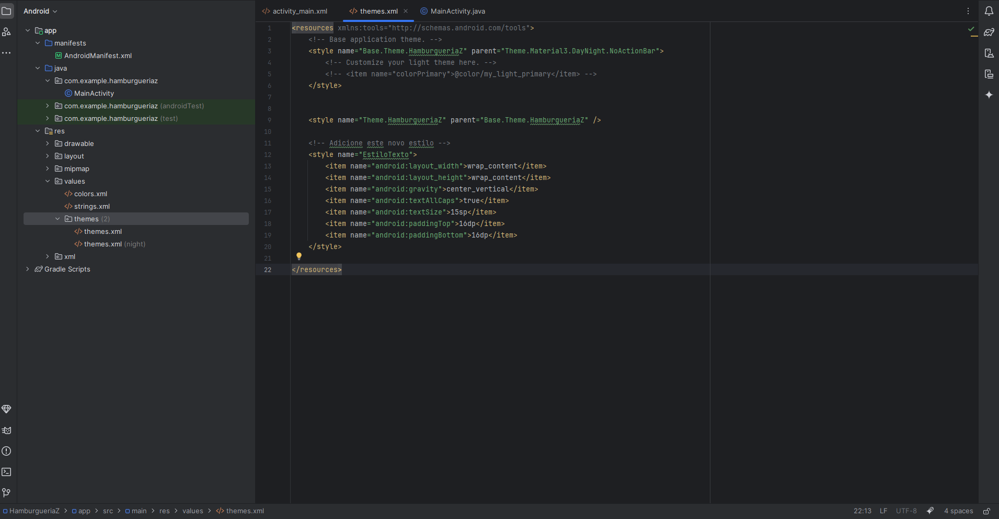 Android
app
manifests
AndroidManifest.xml
java
com.example.hamburgueriaz
MainActivity
com.example.hamburgueriaz (androidTest)
com.example.hamburgueriaz (test)
res
drawable
layout
mipmap
values
colors.xml
strings.xml
themes (2)
themes.xml
themes.xml (night)
xml
Gradle Scripts
activity_main.xml themes.xml MainActivity.java
1 <resources xmlns:tools="http://schemas.android.com/tools">
2 <!-- Base application theme. -->
3 <style name="Base.Theme.HamburgueriaZ" parent="Theme.Material3.DayNight.NoActionBar">
4 <!-- Customize your light theme here. -->
5 <!-- <item name="colorPrimary">@color/my_light_primary</item> -->
6 </style>
7
8
9 <style name="Theme.HamburgueriaZ" parent="Base.Theme.HamburgueriaZ" />
10
11 <!-- Adicione este novo estilo -->
12 <style name="EstiloTexto">
13 <item name="android:layout_width">wrap_content</item>
14 <item name="android:layout_height">wrap_content</item>
15 <item name="android:gravity">center_vertical</item>
16 <item name="android:textAllCaps">true</item>
17 <item name="android:textSize">15sp</item>
18 <item name="android:paddingTop">16dp</item>
19 <item name="android:paddingBottom">16dp</item>
20 </style>
21
22 </resources>
HamburgueriaZ > app > src > main > res > values > themes.xml 22:13 LF UTF-8 4 spaces